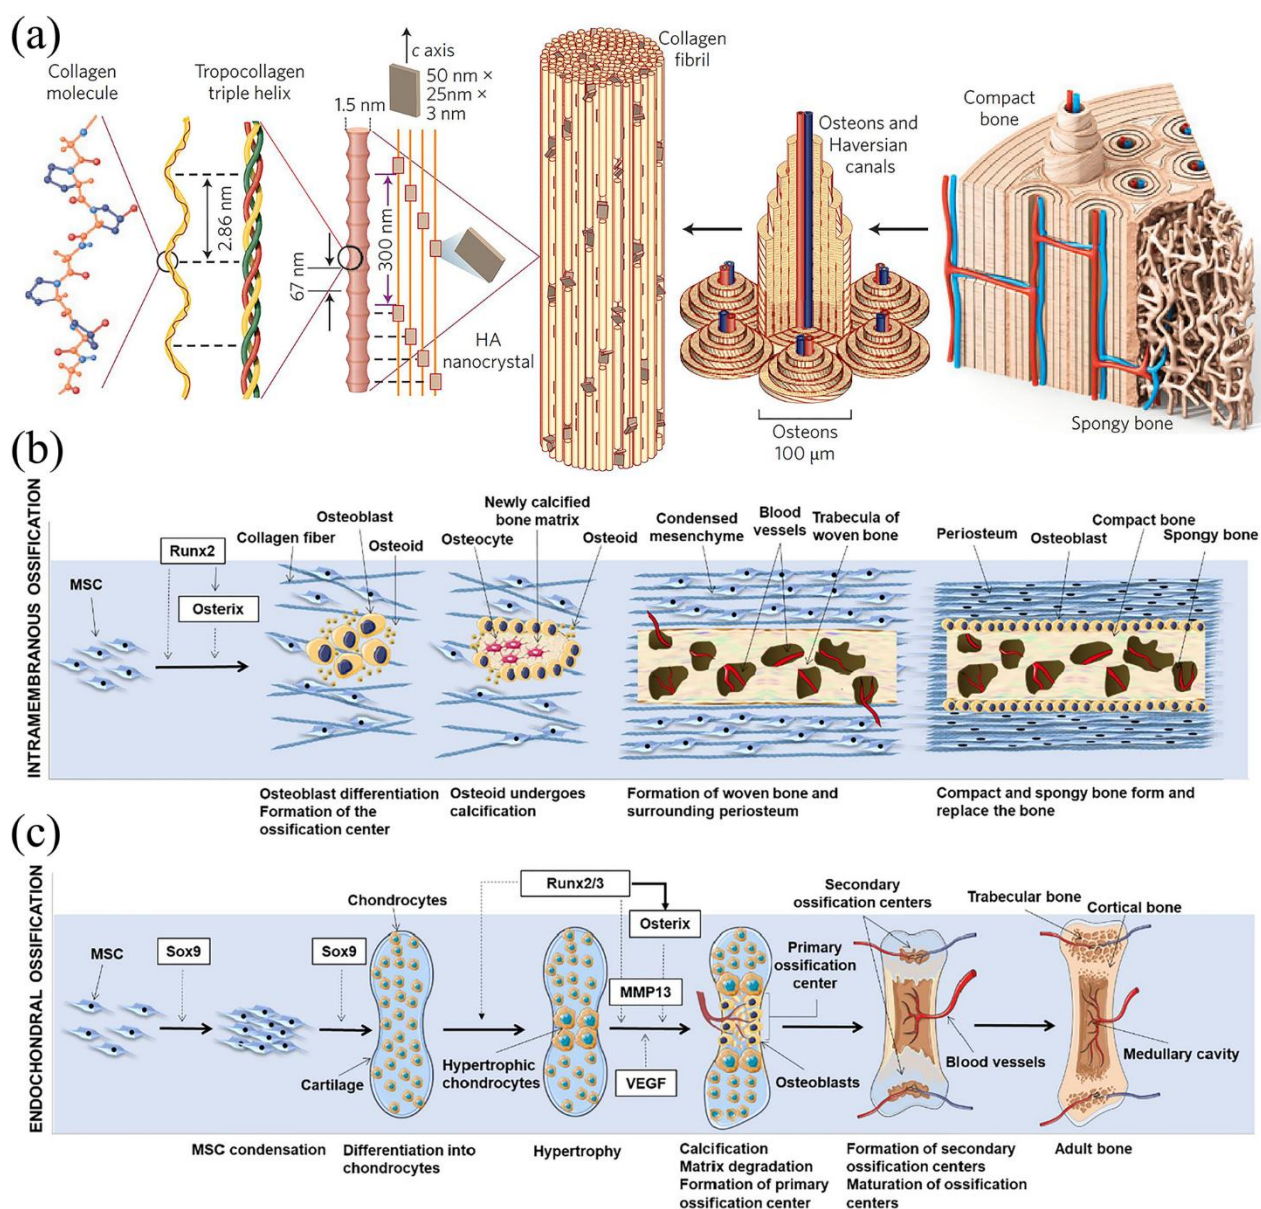 (a)
Collagen
molecule
Tropocollagen
triple helix
c axis
50 nm ×
25nm ×
3 nm
1.5 nm
2.86 nm
67 nm
300 nm
HA
nanocrystal
Collagen
fibril
Osteons and
Haversian
canals
Osteons
100 μm
Compact
bone
Spongy bone
(b)
INTRAMEMBRANOUS OSSIFICATION
MSC
Runx2
Osterix
Collagen fiber
Osteoblast
Osteoid
Newly calcified
bone matrix
Osteocyte
Osteoid
Condensed
mesenchyme
Blood
vessels
Trabecula of
woven bone
Periosteum
Osteoblast
Compact bone
Spongy bone
Osteoblast differentiation
Formation of the
ossification center
Osteoid undergoes
calcification
Formation of woven bone and
surrounding periosteum
Compact and spongy bone form and
replace the bone
(c)
ENDOCHONDRAL OSSIFICATION
MSC
Sox9
Sox9
Chondrocytes
Cartilage
Runx2/3
Osterix
MMP13
VEGF
Hypertrophic
chondrocytes
Primary
ossification
center
Osteoblasts
Secondary
ossification centers
Blood vessels
Trabecular bone
Cortical bone
Medullary cavity
MSC condensation
Differentiation into
chondrocytes
Hypertrophy
Calcification
Matrix degradation
Formation of primary
ossification center
Formation of secondary
ossification centers
Maturation of ossification
centers
Adult bone